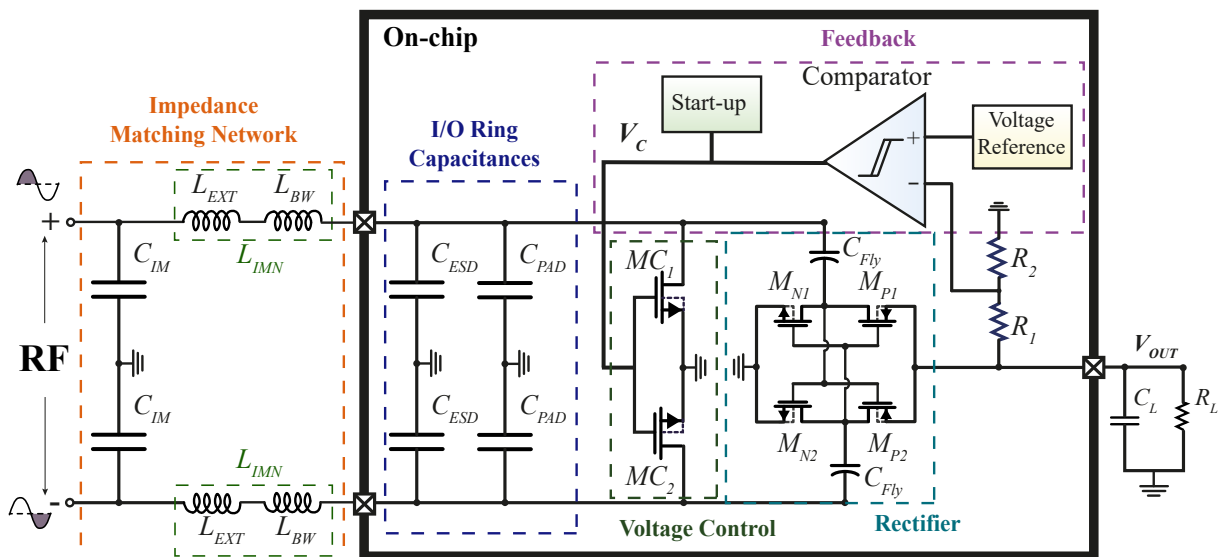 On-chip
Feedback
Comparator
Start-up
Voltage
Reference
V_C
+
-
Impedance
Matching Network
I/O Ring
Capacitances
L_EXT
L_BW
L_IMN
+
C_IM
C_ESD
C_PAD
MC_1
C_Fly
M_N1
M_P1
R_2
R_1
RF
V_OUT
C_IM
C_ESD
C_PAD
C_L
R_L
M_N2
M_P2
MC_2
C_Fly
L_IMN
-
L_EXT
L_BW
Voltage Control
Rectifier